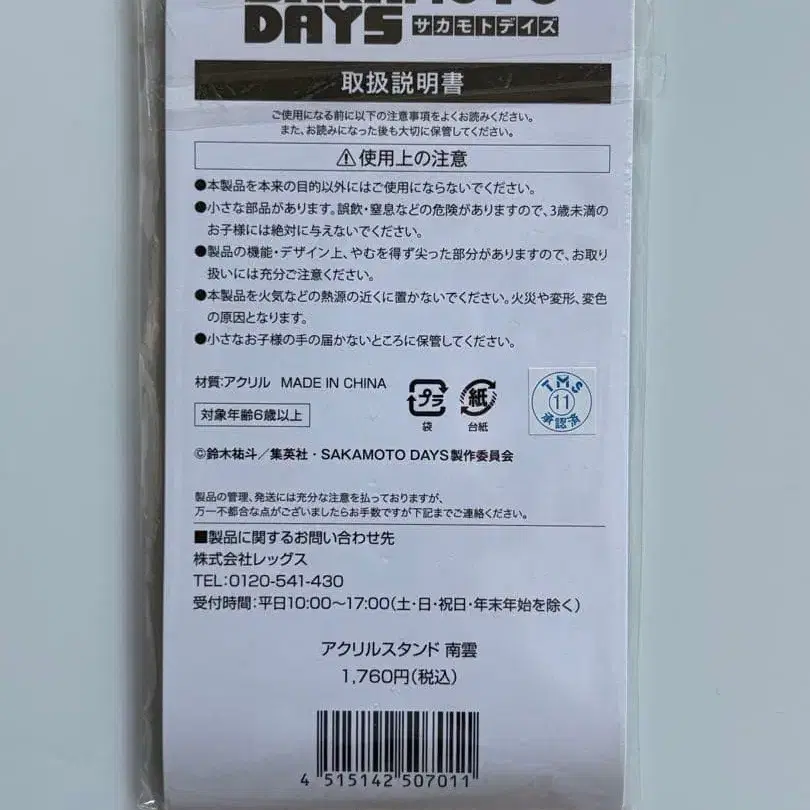 SAKAMOTO
DAYS サカモトデイズ
取扱説明書
ご使用になる前に以下の注意事項をよくお読みください。
また、お読みになった後も大切に保管してください。
⚠使用上の注意
●本製品を本来の目的以外にはご使用にならないでください。
●小さな部品があります。誤飲・窒息などの危険がありますので、3歳未満の
お子様には絶対に与えないでください。
●製品の機能・デザイン上、やむを得ず尖った部分がありますので、お取り
扱いには充分ご注意ください。
●本製品を火気などの熱源の近くに置かないでください。火災や変形、変色
の原因となります。
●小さなお子様の手の届かないところに保管してください。
材質:アクリル MADE IN CHINA
プラ
袋
紙
台紙
TMS
11
承認済
対象年齢6歳以上
©鈴木祐斗／集英社・SAKAMOTO DAYS製作委員会
製品の管理、発送には充分な注意を払っておりますが、
万一不都合な点がございましたらお手数ですが下記までご連絡ください。
■製品に関するお問い合わせ先
株式会社レッグス
TEL:0120-541-430
受付時間:平日10:00〜17:00(土・日・祝日・年末年始を除く)
アクリルスタンド 南雲
1,760円(税込)
4 515142 507011